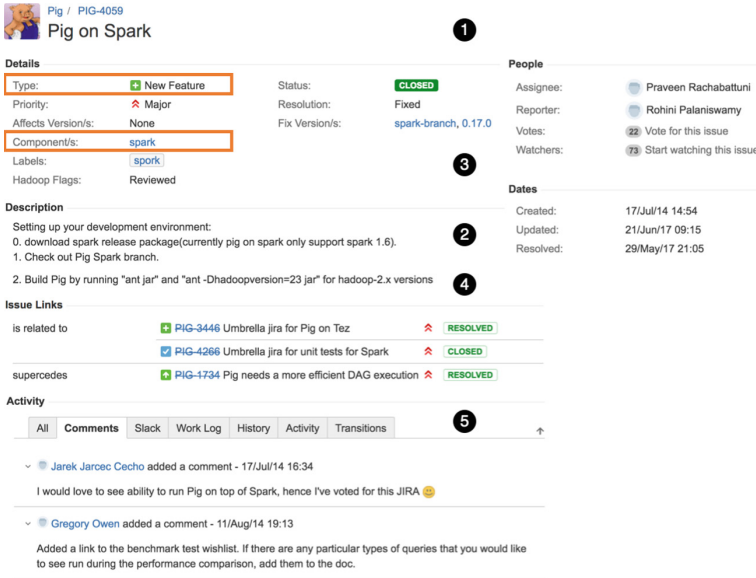 Pig / PIG-4059
Pig on Spark
1
Details
Type: New Feature
Priority: Major
Affects Version/s: None
Component/s: spark
Labels: spork
Hadoop Flags: Reviewed
Status: CLOSED
Resolution: Fixed
Fix Version/s: spark-branch, 0.17.0
3
People
Assignee: Praveen Rachabattuni
Reporter: Rohini Palaniswamy
Votes: 22 Vote for this issue
Watchers: 73 Start watching this issue
Dates
Created: 17/Jul/14 14:54
Updated: 21/Jun/17 09:15
Resolved: 29/May/17 21:05
Description
Setting up your development environment:
0. download spark release package(currently pig on spark only support spark 1.6).
1. Check out Pig Spark branch.
2. Build Pig by running "ant jar" and "ant -Dhadoopversion=23 jar" for hadoop-2.x versions
2
4
Issue Links
is related to
PIG-3446 Umbrella jira for Pig on Tez RESOLVED
PIG-4266 Umbrella jira for unit tests for Spark CLOSED
supercedes
PIG-1734 Pig needs a more efficient DAG execution RESOLVED
Activity
5
All Comments Slack Work Log History Activity Transitions
Jarek Jarcec Cecho added a comment - 17/Jul/14 16:34
I would love to see ability to run Pig on top of Spark, hence I've voted for this JIRA
Gregory Owen added a comment - 11/Aug/14 19:13
Added a link to the benchmark test wishlist. If there are any particular types of queries that you would like
to see run during the performance comparison, add them to the doc.